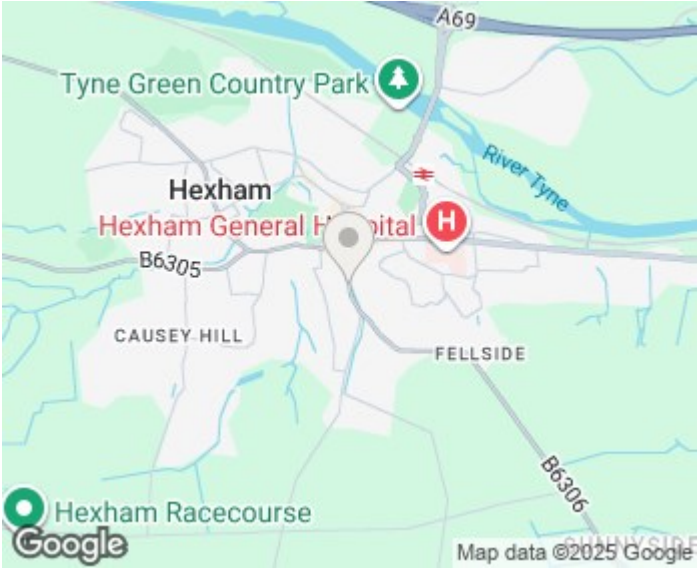 A69
Tyne Green Country Park
River Tyne
Hexham
Hexham General Hospital
H
B6305
CAUSEY HILL
FELLSIDE
B6306
Hexham Racecourse
SUNNYSIDE
Google
Map data ©2025 Google